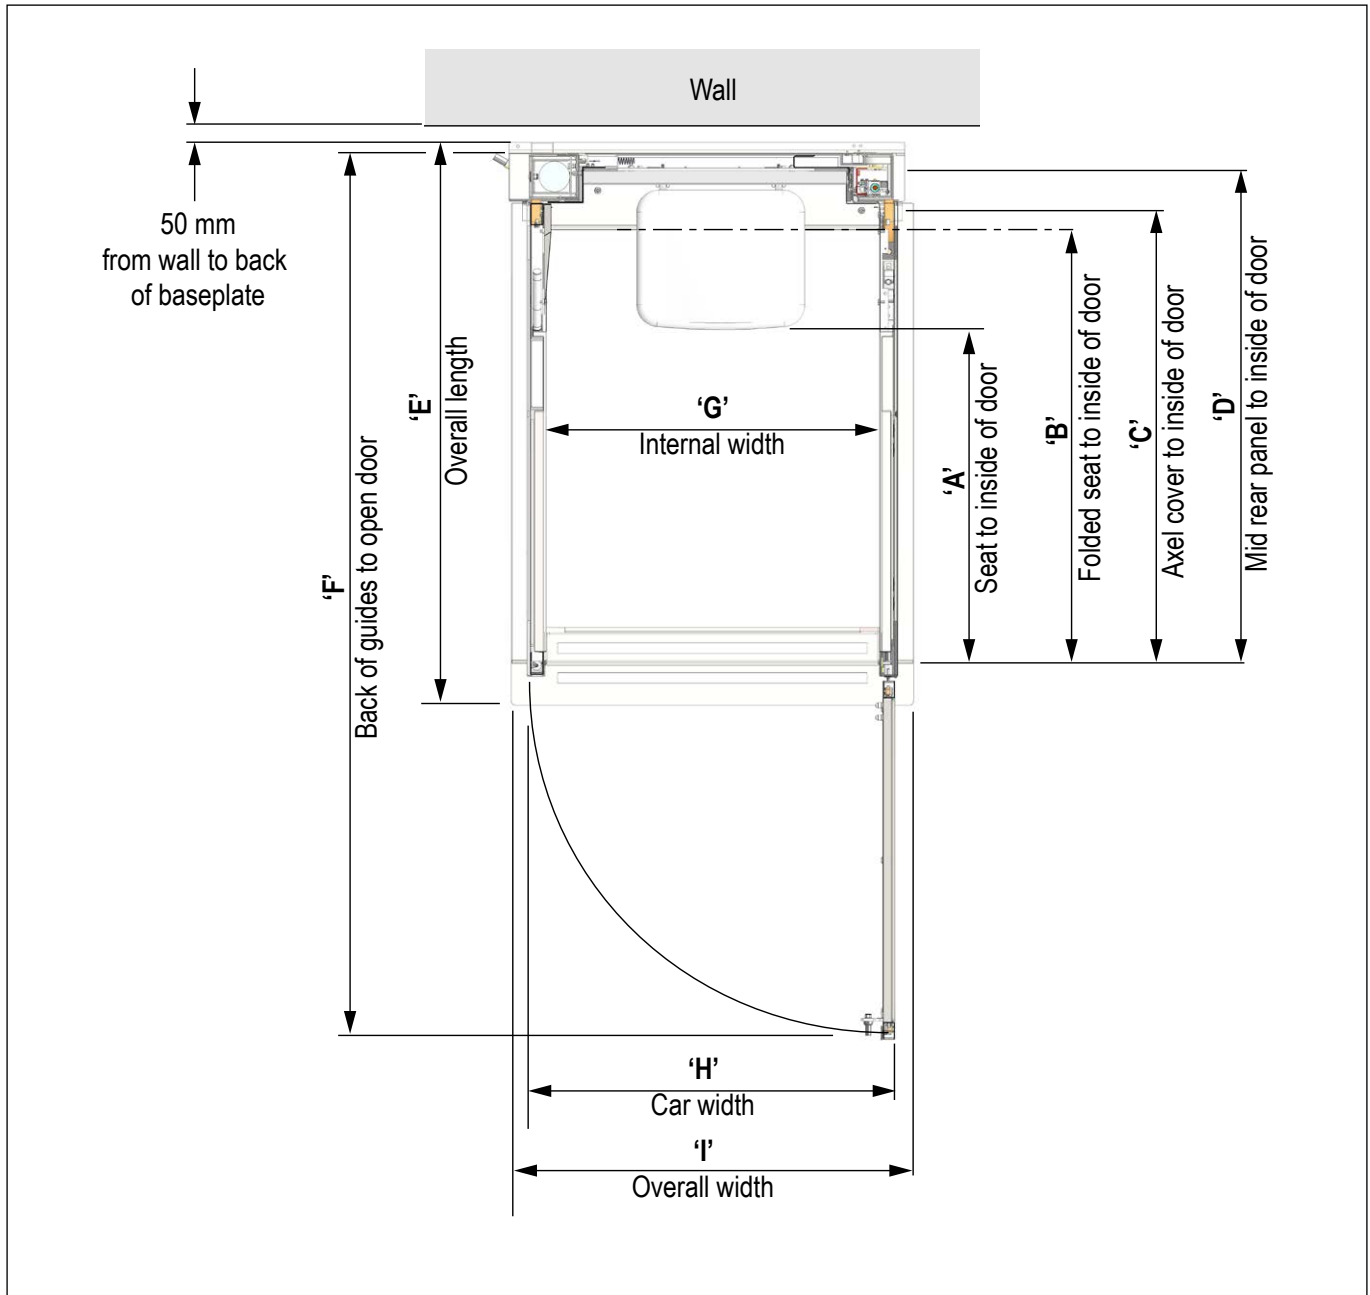 Wall
50 mm
from wall to back
of baseplate
‘F’
Back of guides to open door
‘E’
Overall length
‘G’
Internal width
‘A’
Seat to inside of door
‘B’
Folded seat to inside of door
‘C’
Axel cover to inside of door
‘D’
Mid rear panel to inside of door
‘H’
Car width
‘I’
Overall width